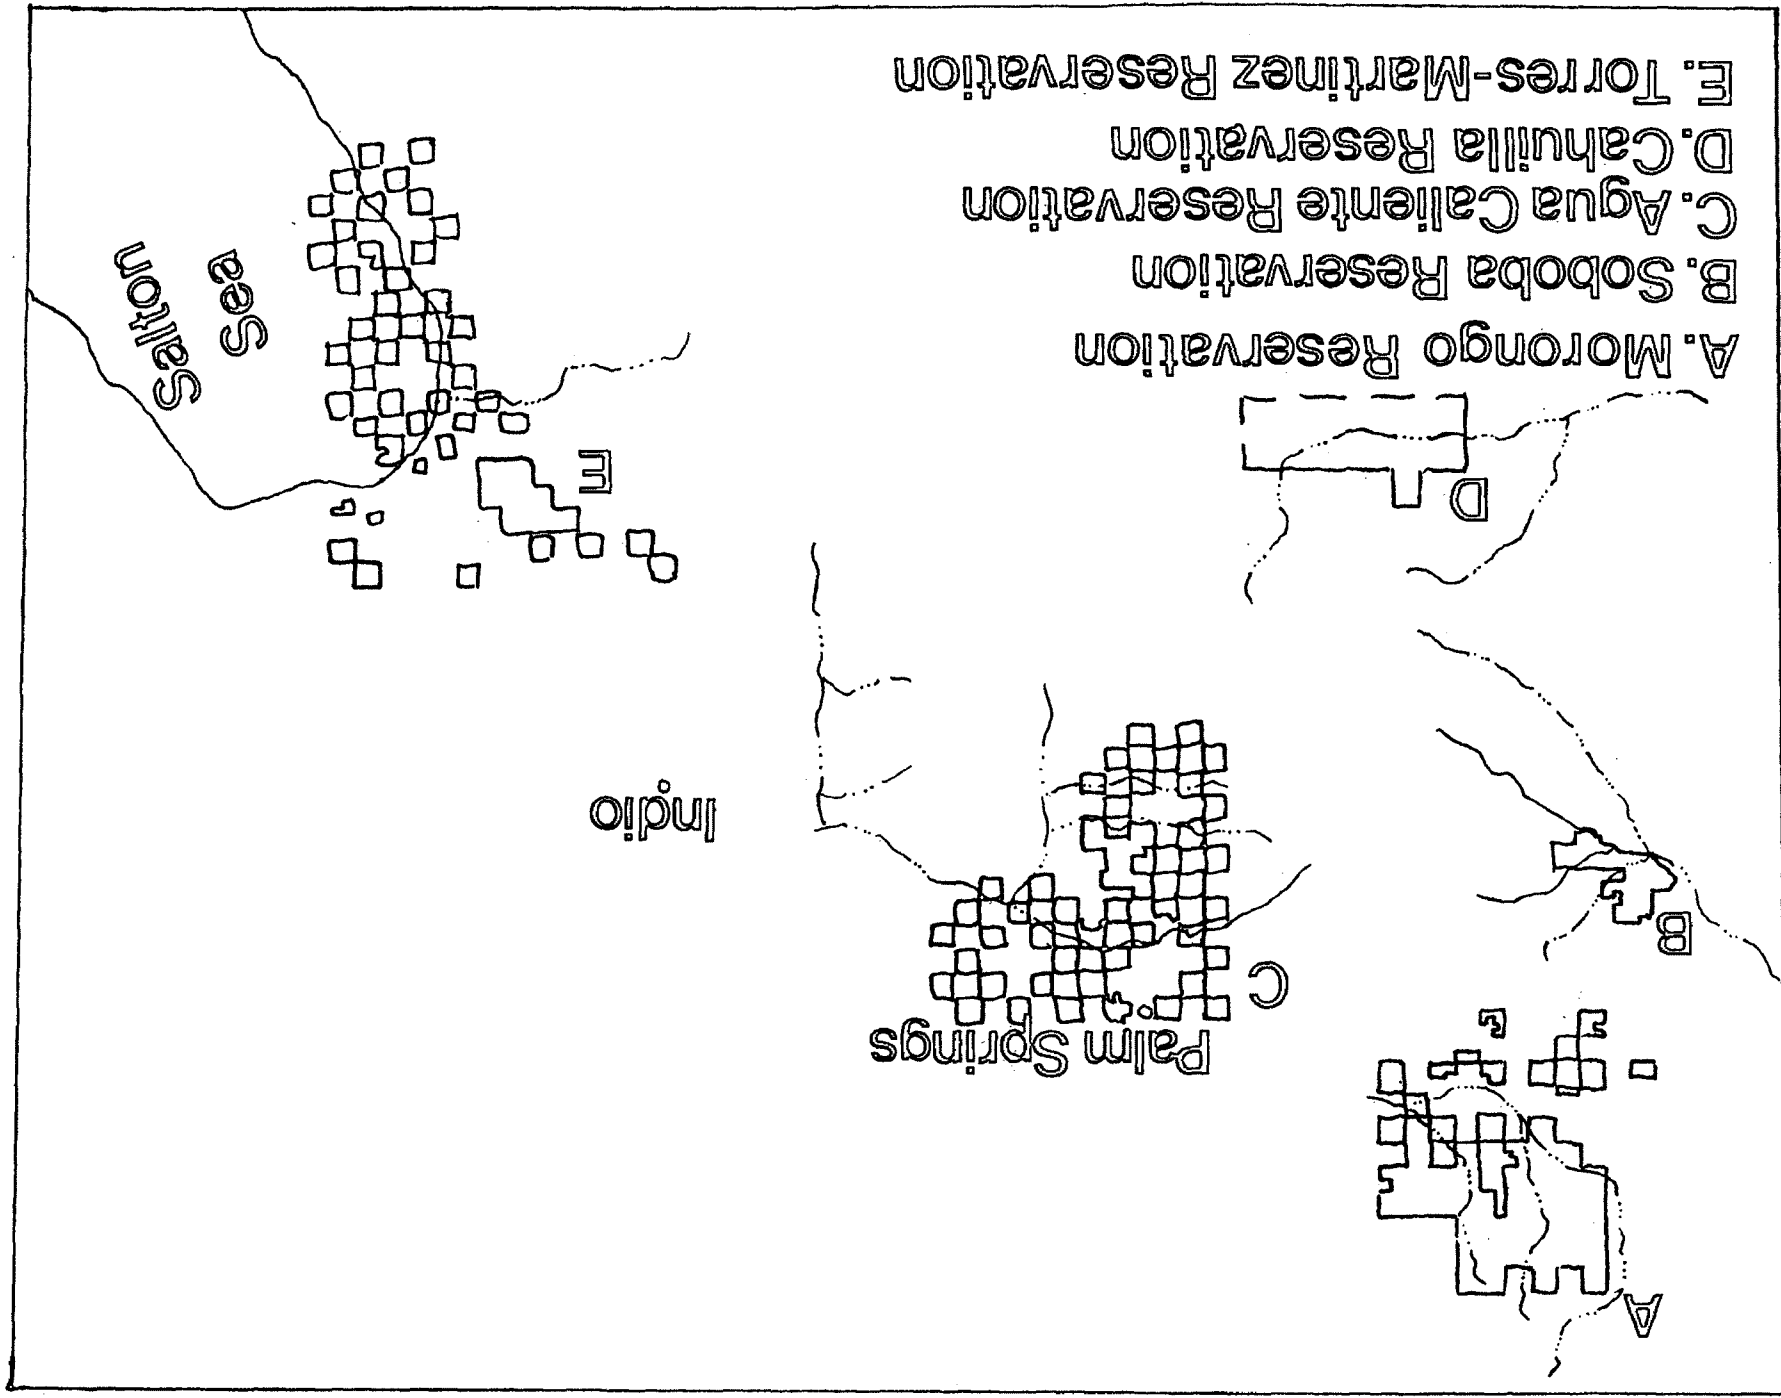 A
B
C
Palm Springs
Indio
D
E
Salton
Sea
A. Morongo Reservation
B. Soboba Reservation
C. Agua Caliente Reservation
D. Cahuilla Reservation
E. Torres-Martinez Reservation